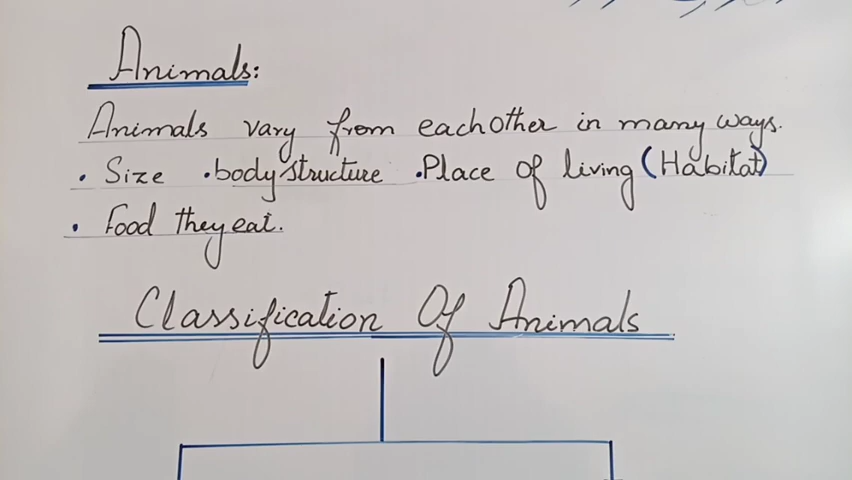 Animals:
Animals vary from eachOther in many ways.
• Size • body structure • Place of living (Habitat)
• Food they eat.
Classification Of Animals